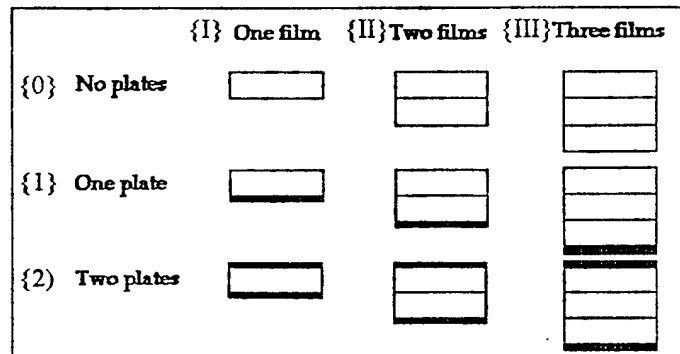 {I} One film {II} Two films {III} Three films
{0} No plates
{1} One plate
{2) Two plates